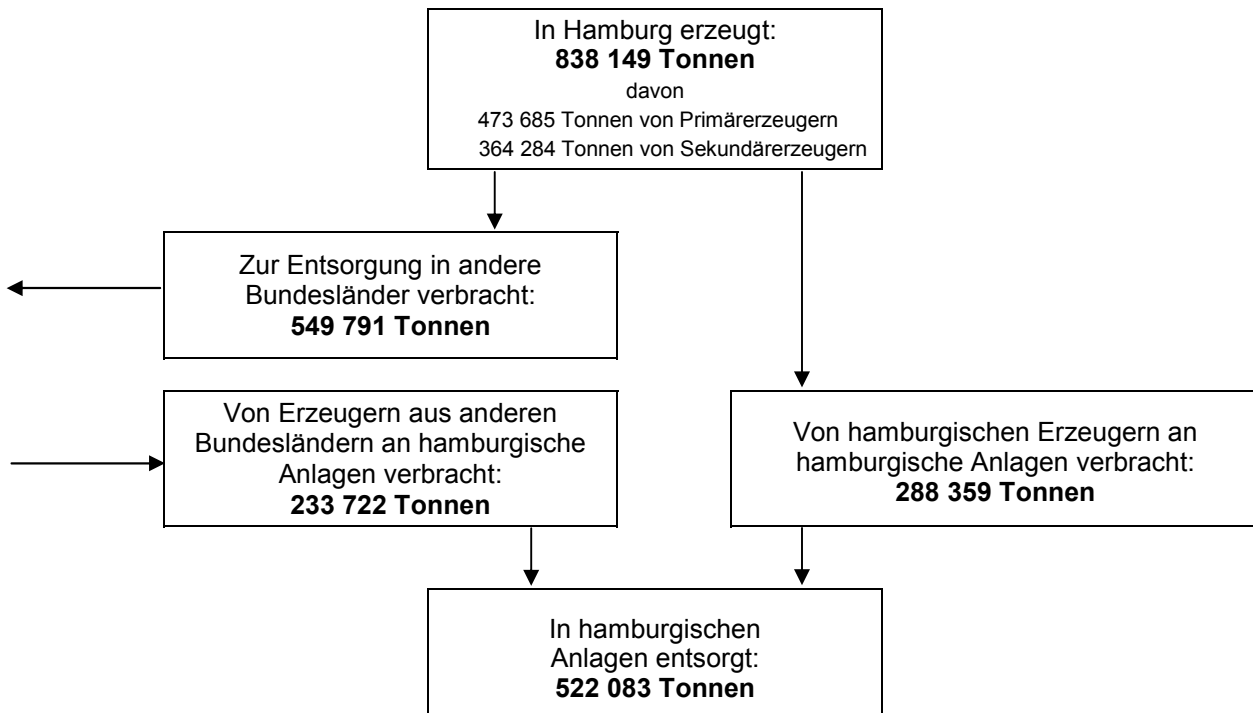 In Hamburg erzeugt:
838 149 Tonnen
davon
473 685 Tonnen von Primärerzeugern
364 284 Tonnen von Sekundärerzeugern
Zur Entsorgung in andere
Bundesländer verbracht:
549 791 Tonnen
Von Erzeugern aus anderen
Bundesländern an hamburgische
Anlagen verbracht:
233 722 Tonnen
Von hamburgischen Erzeugern an
hamburgische Anlagen verbracht:
288 359 Tonnen
In hamburgischen
Anlagen entsorgt:
522 083 Tonnen